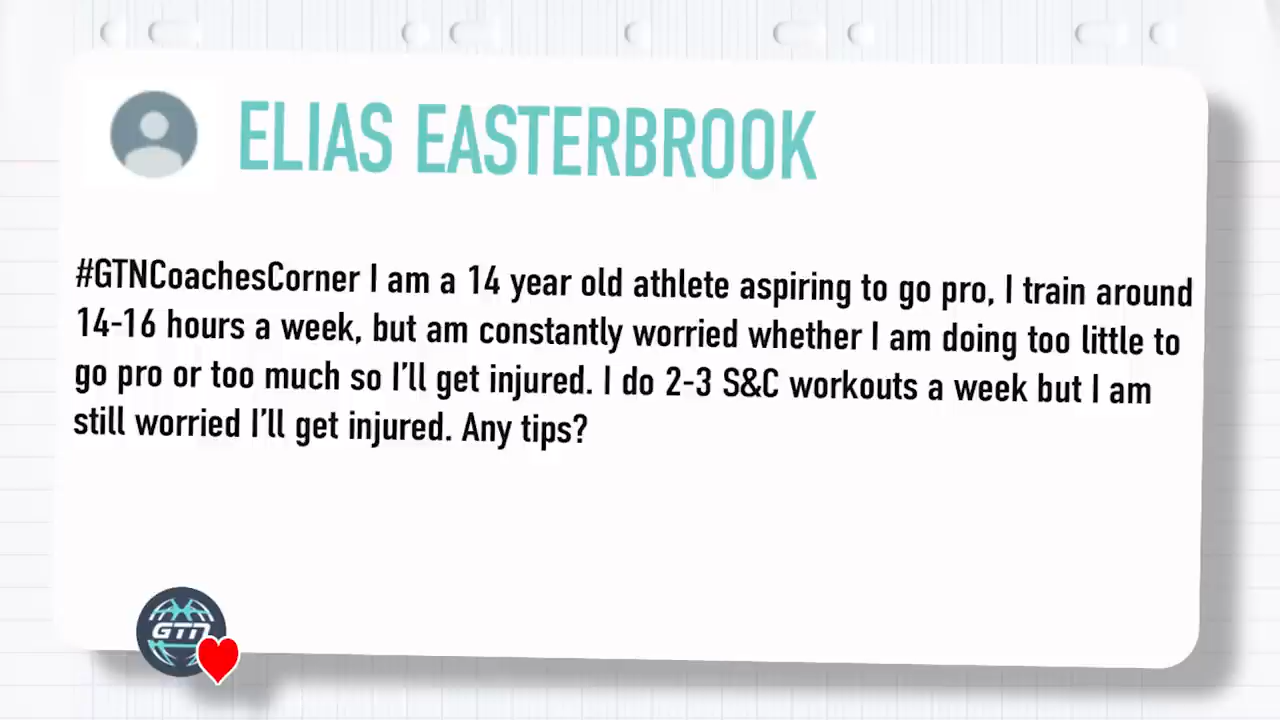 ELIAS EASTERBROOK
#GTNCoachesCorner I am a 14 year old athlete aspiring to go pro, I train around
14-16 hours a week, but am constantly worried whether I am doing too little to
go pro or too much so I’ll get injured. I do 2-3 S&C workouts a week but I am
still worried I’ll get injured. Any tips?
GTN